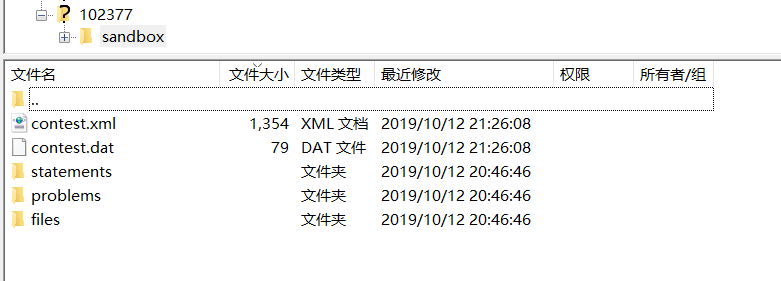 102377
sandbox
文件名 文件大小 文件类型 最近修改 权限 所有者/组
..
contest.xml 1,354 XML 文档 2019/10/12 21:26:08
contest.dat 79 DAT 文件 2019/10/12 21:26:08
statements 文件夹 2019/10/12 20:46:46
problems 文件夹 2019/10/12 20:46:46
files 文件夹 2019/10/12 20:46:46